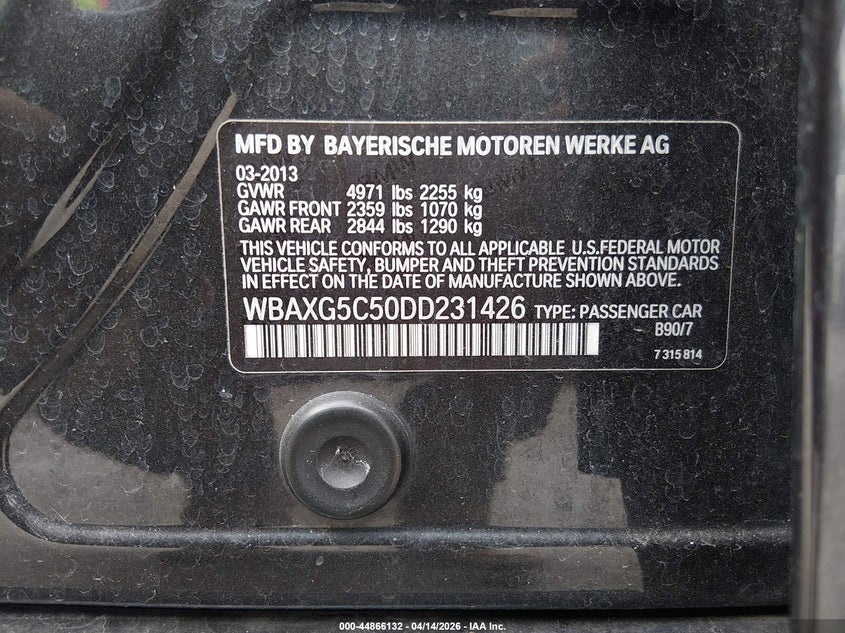 MFD BY BAYERISCHE MOTOREN WERKE AG
03-2013
GVWR 4971 lbs 2255 kg
GAWR FRONT 2359 lbs 1070 kg
GAWR REAR 2844 lbs 1290 kg
THIS VEHICLE CONFORMS TO ALL APPLICABLE U.S.FEDERAL MOTOR
VEHICLE SAFETY, BUMPER AND THEFT PREVENTION STANDARDS
IN EFFECT ON THE DATE OF MANUFACTURE SHOWN ABOVE.
WBAXG5C50DD231426 TYPE: PASSENGER CAR
B90/7
7 315 814
000-44866132 - 04/14/2026 - IAA Inc.